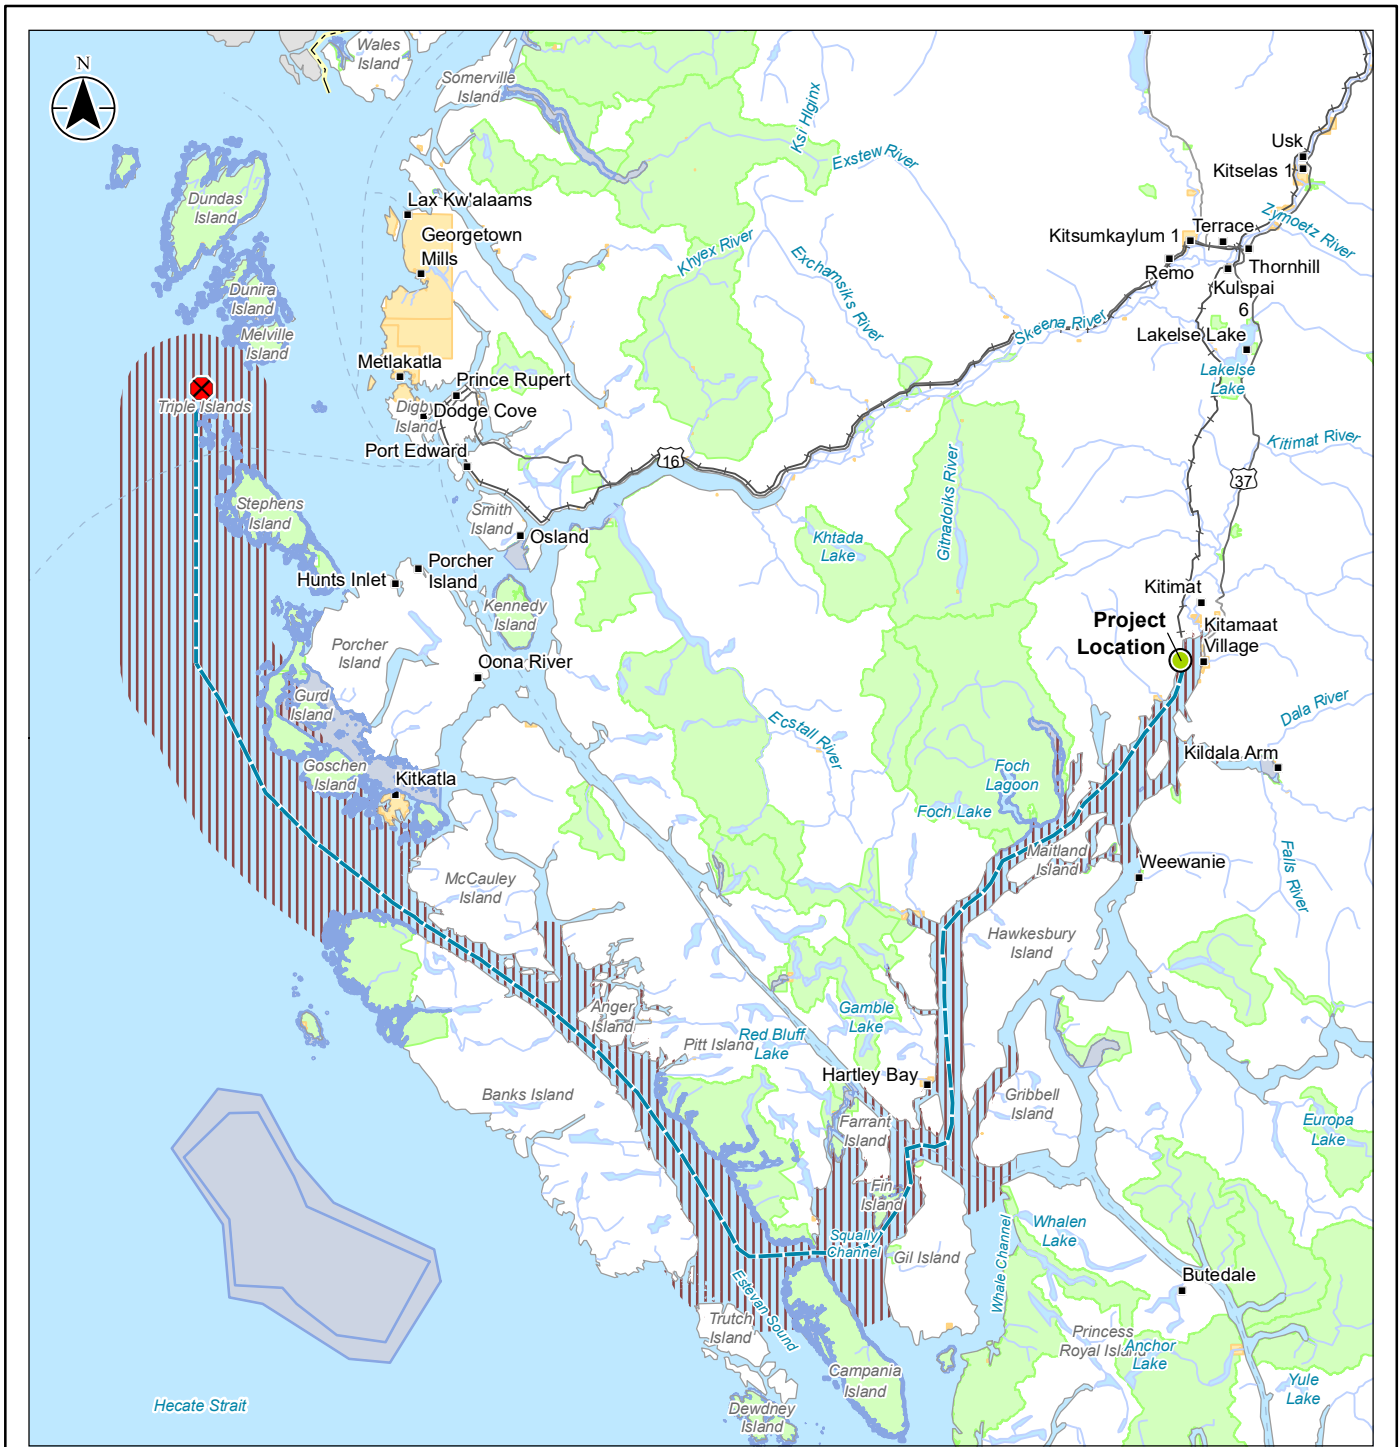 N
Wales
Island
Somerville
Island
Ksi Hlginx
Exstew River
Usk
Kitselas 1
Dundas
Island
Lax Kw'alaams
Georgetown
Mills
Khyex River
Exchamsiks River
Kitsumkaylum 1
Terrace
Zymoetz River
Remo
Thornhill
Kulspai
6
Dunira
Island
Melville
Island
Skeena River
Lakelse Lake
Lakelse
Lake
Metlakatla
Prince Rupert
Triple Islands
Digby
Island
Dodge Cove
Port Edward
16
Kitimat River
37
Gitnadoiks River
Stephens
Island
Smith
Island
Osland
Khtada
Lake
Porcher
Island
Hunts Inlet
Kennedy
Island
Kitimat
Project
Location
Kitamaat
Village
Porcher
Island
Oona River
Gurd
Island
Ecstall River
Dala River
Kildala Arm
Goschen
Island
Kitkatla
Foch
Lagoon
Foch Lake
Maitland
Island
Weewanie
Falls River
McCauley
Island
Hawkesbury
Island
Anger
Island
Gamble
Lake
Pitt Island
Red Bluff
Lake
Hartley Bay
Banks Island
Gribbell
Island
Farrant
Island
Europa
Lake
Fin
Island
Squally
Channel
Gil Island
Whale Channel
Whalen
Lake
Butedale
Estevan Sound
Trutch
Island
Princess
Royal Island
Anchor
Lake
Campania
Island
Yule
Lake
Hecate Strait
Dewdney
Island